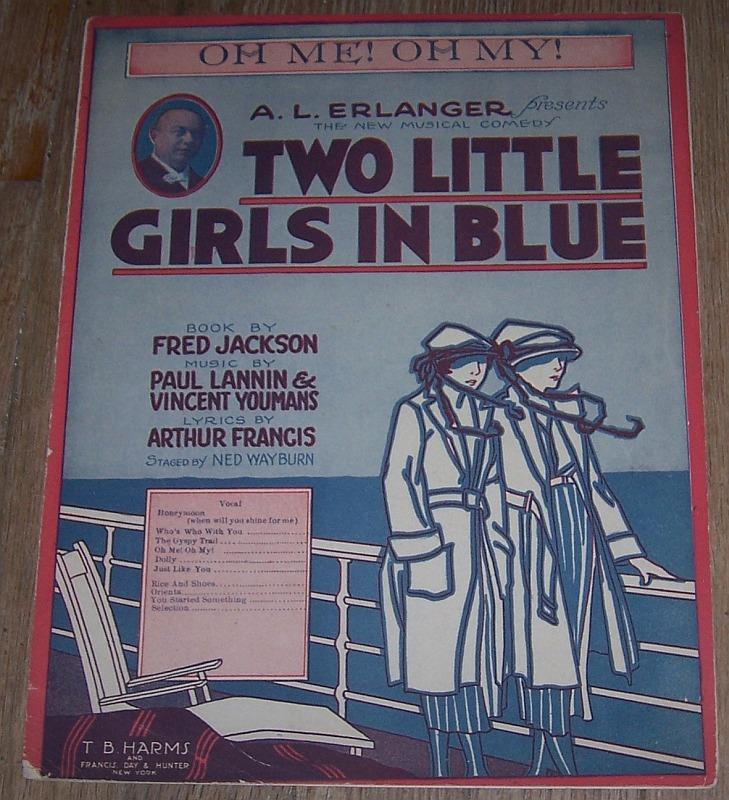 OH ME! OH MY!
A. L. ERLANGER presents
THE NEW MUSICAL COMEDY
TWO LITTLE
GIRLS IN BLUE
BOOK BY
FRED JACKSON
MUSIC BY
PAUL LANNIN &
VINCENT YOUMANS
LYRICS BY
ARTHUR FRANCIS
STAGED BY NED WAYBURN
Vocal
Honeymoon
(when will you shine for me)
Who's Who With You
The Gypsy Trail
Oh Me! Oh My!
Dolly
Just Like You
Rice And Shoes
Orienta
You Started Something
Selection
T B HARMS
AND
FRANCIS, DAY & HUNTER
NEW YORK